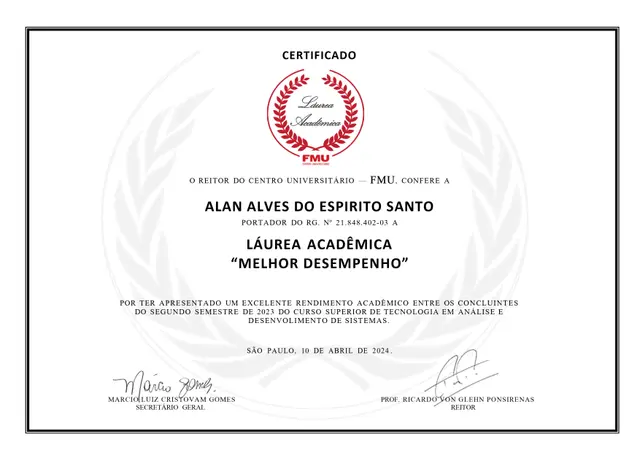 CERTIFICADO
Láurea
Acadêmica
FMU
O REITOR DO CENTRO UNIVERSITÁRIO — FMU. CONFERE A
ALAN ALVES DO ESPIRITO SANTO
PORTADOR DO RG. Nº 21.848.402-03 A
LÁUREA ACADÊMICA
“MELHOR DESEMPENHO”
POR TER APRESENTADO UM EXCELENTE RENDIMENTO ACADÊMICO ENTRE OS CONCLUINTES
DO SEGUNDO SEMESTRE DE 2023 DO CURSO SUPERIOR DE TECNOLOGIA EM ANÁLISE E
DESENVOLIMENTO DE SISTEMAS.
SÃO PAULO, 10 DE ABRIL DE 2024.
Márcio Gomes.
MARCIO LUIZ CRISTOVAM GOMES
SECRETÁRIO GERAL
PROF. RICARDO VON GLEHN PONSIRENAS
REITOR